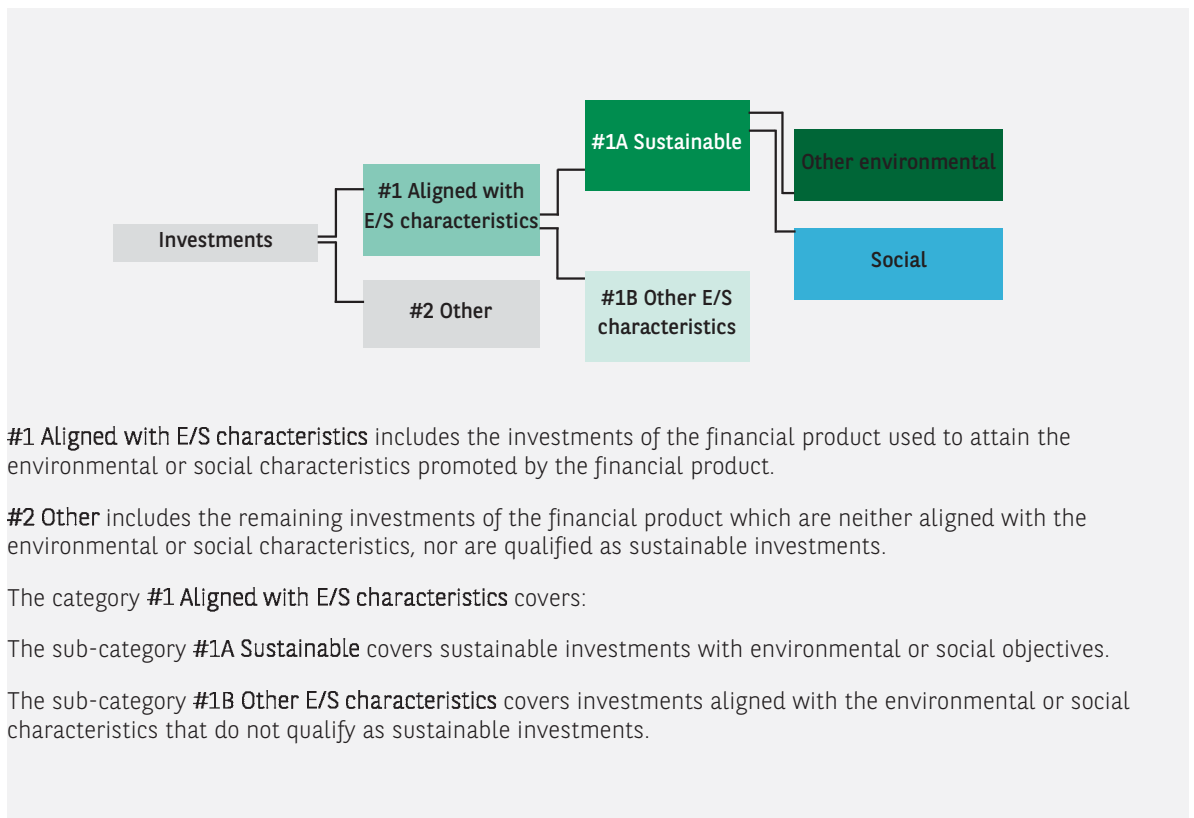 #1A Sustainable
Other environmental
#1 Aligned with
E/S characteristics
Investments
Social
#2 Other
#1B Other E/S
characteristics
#1 Aligned with E/S characteristics includes the investments of the financial product used to attain the
environmental or social characteristics promoted by the financial product.
#2 Other includes the remaining investments of the financial product which are neither aligned with the
environmental or social characteristics, nor are qualified as sustainable investments.
The category #1 Aligned with E/S characteristics covers:
The sub-category #1A Sustainable covers sustainable investments with environmental or social objectives.
The sub-category #1B Other E/S characteristics covers investments aligned with the environmental or social
characteristics that do not qualify as sustainable investments.